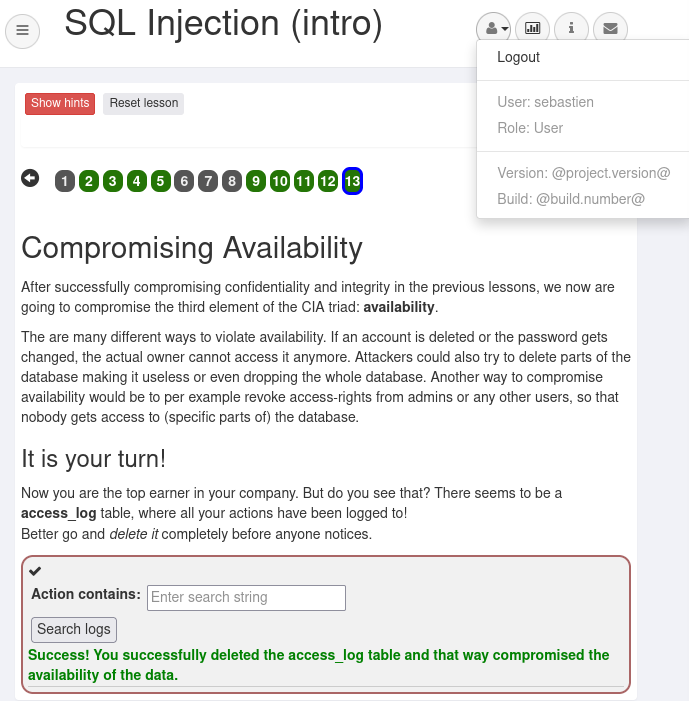 SQL Injection (intro)
Logout
User: sebastien
Role: User
Version: @project.version@
Build: @build.number@
Show hints Reset lesson
1 2 3 4 5 6 7 8 9 10 11 12 13
Compromising Availability
After successfully compromising confidentiality and integrity in the previous lessons, we now are
going to compromise the third element of the CIA triad: availability.
The are many different ways to violate availability. If an account is deleted or the password gets
changed, the actual owner cannot access it anymore. Attackers could also try to delete parts of the
database making it useless or even dropping the whole database. Another way to compromise
availability would be to per example revoke access-rights from admins or any other users, so that
nobody gets access to (specific parts of) the database.
It is your turn!
Now you are the top earner in your company. But do you see that? There seems to be a
access_log table, where all your actions have been logged to!
Better go and delete it completely before anyone notices.
Action contains: Enter search string
Search logs
Success! You successfully deleted the access_log table and that way compromised the
availability of the data.